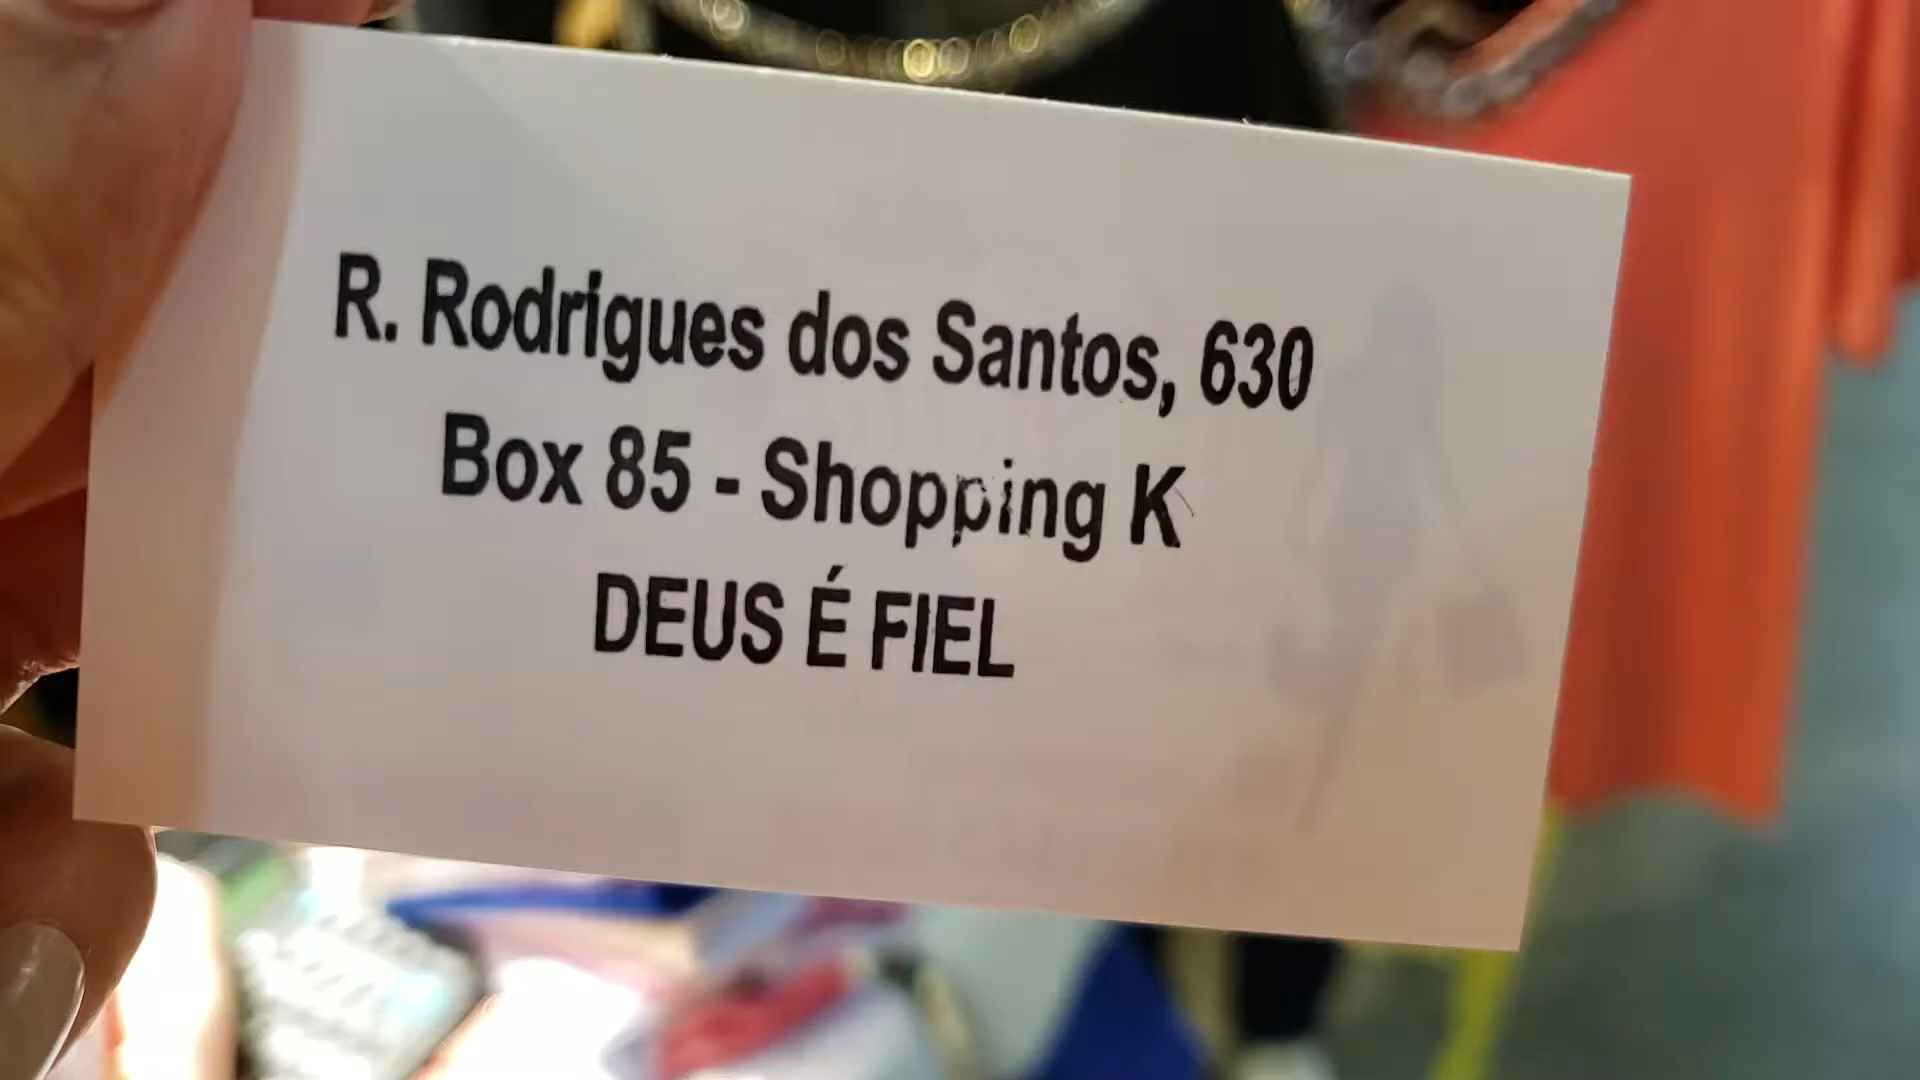 R. Rodrigues dos Santos, 630
Box 85 - Shopping K
DEUS É FIEL